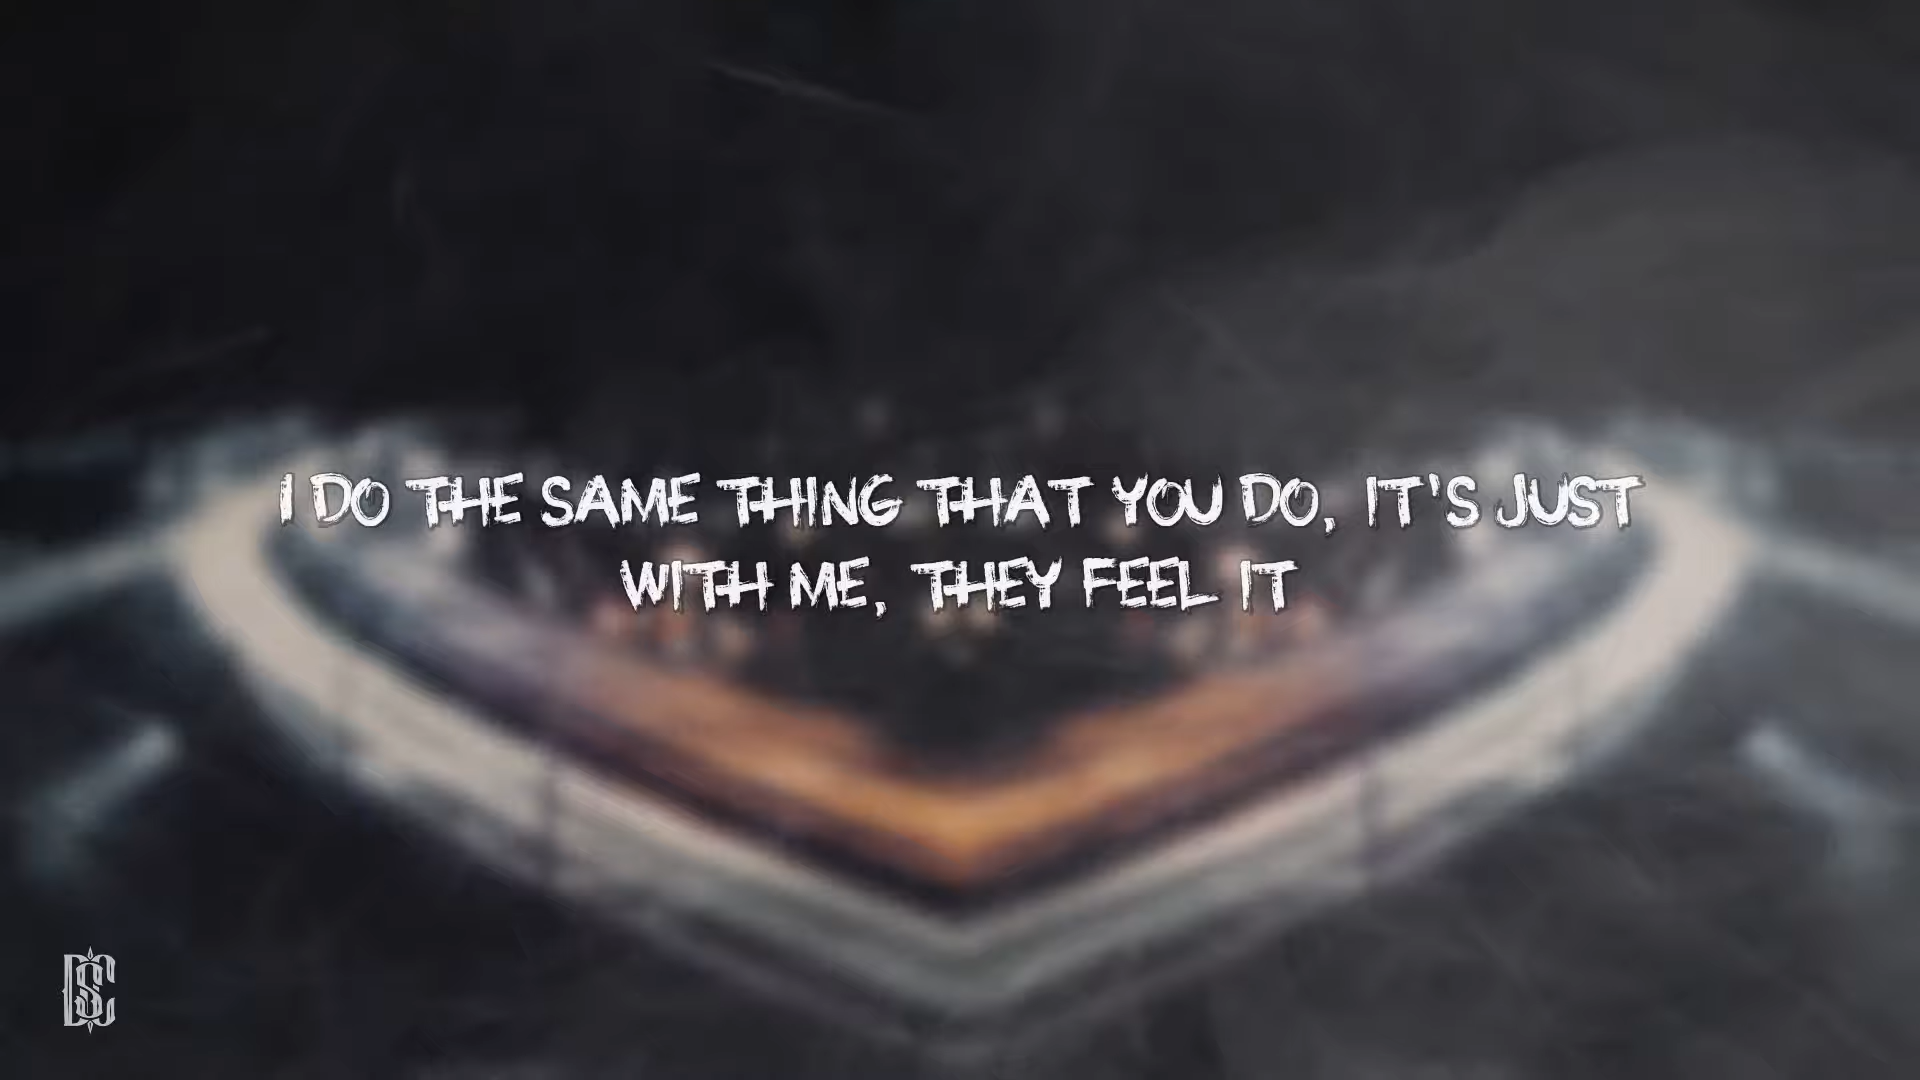 I DO THE SAME THING THAT YOU DO, IT'S JUST
WITH ME, THEY FEEL IT